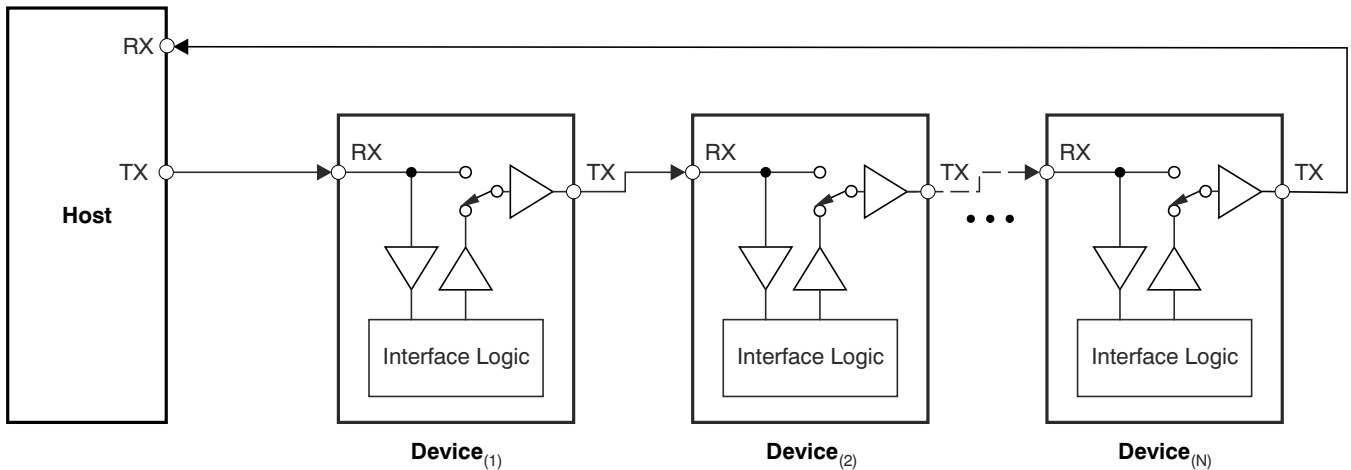 RX
TX
Host
RX
TX
Interface Logic
Device(1)
RX
TX
Interface Logic
Device(2)
• • •
RX
TX
Interface Logic
Device(N)